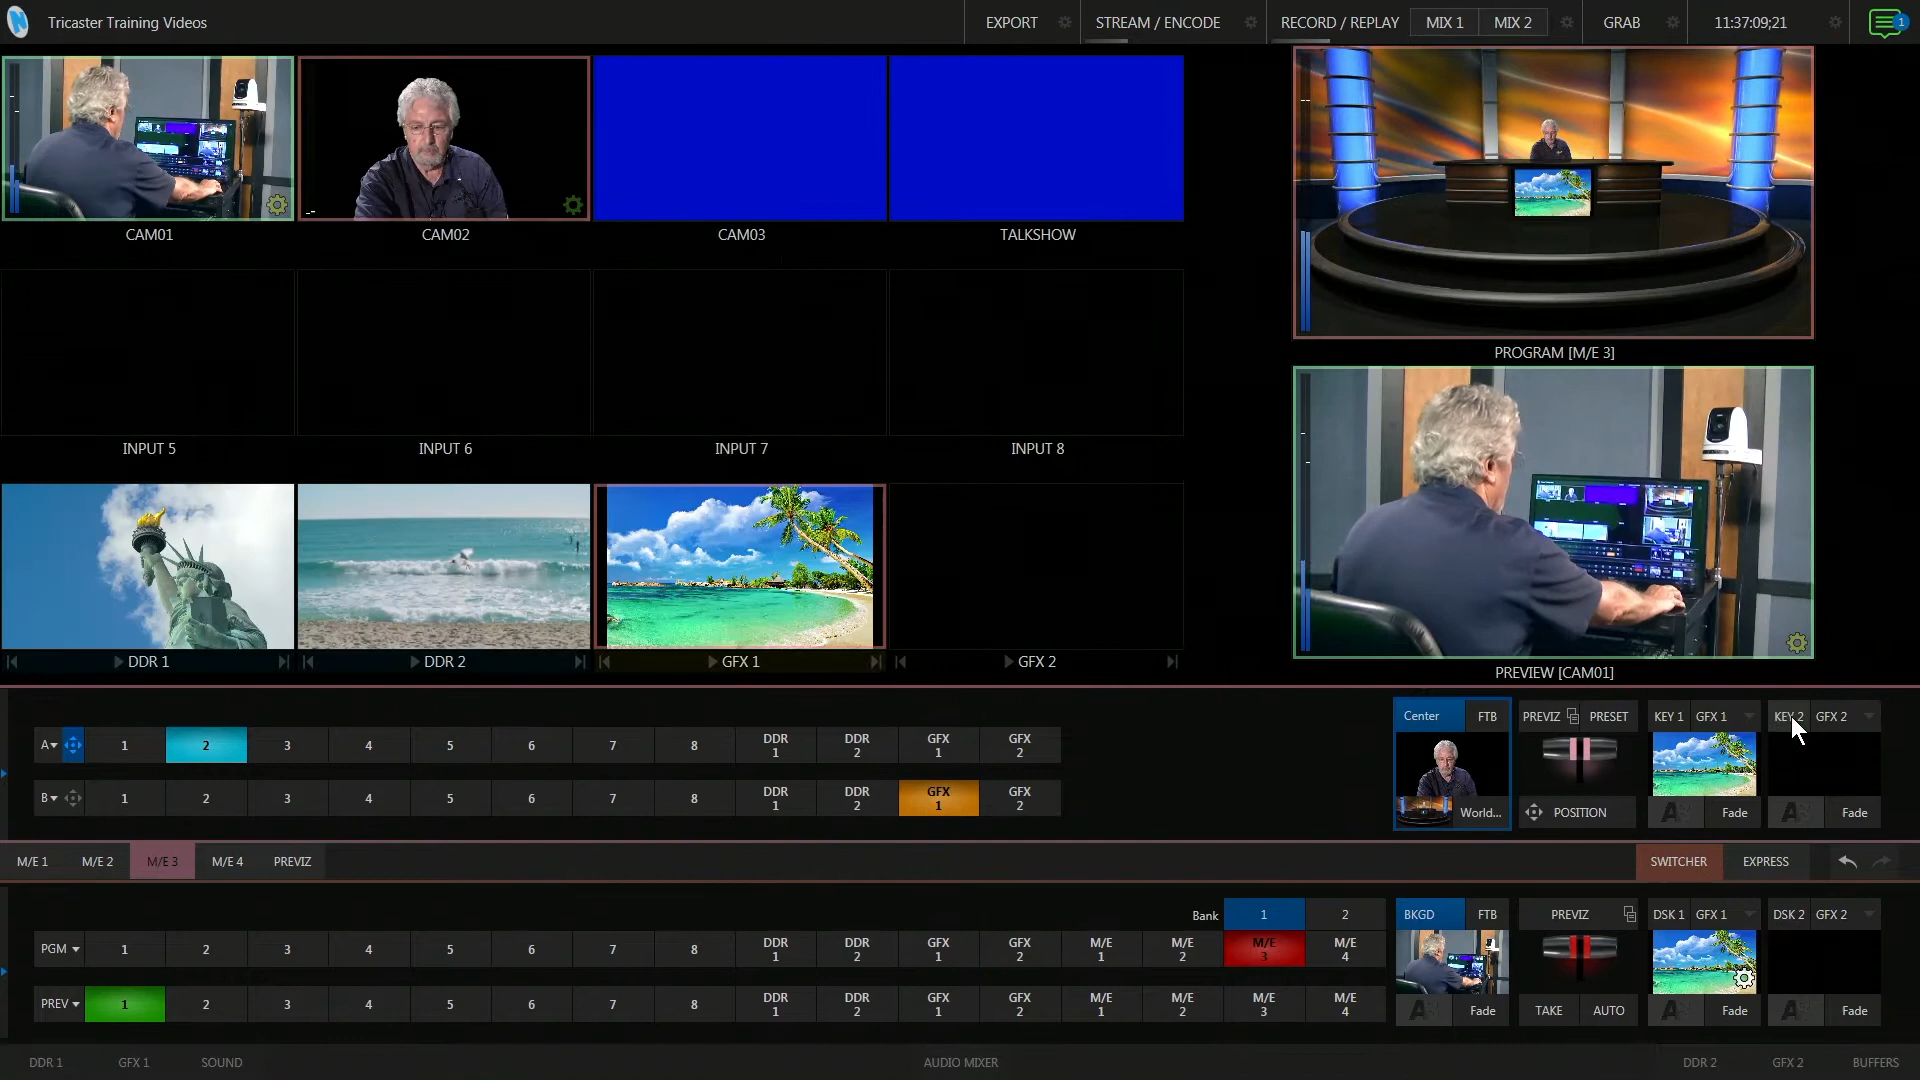 Tricaster Training Videos
EXPORT
STREAM / ENCODE
RECORD / REPLAY
MIX 1
MIX 2
GRAB
11:37:09;21
1
CAM01
CAM02
CAM03
TALKSHOW
PROGRAM [M/E 3]
INPUT 5
INPUT 6
INPUT 7
INPUT 8
DDR 1
DDR 2
GFX 1
GFX 2
PREVIEW [CAM01]
A 1 2 3 4 5 6 7 8 DDR 1 DDR 2 GFX 1 GFX 2
B 1 2 3 4 5 6 7 8 DDR 1 DDR 2 GFX 1 GFX 2
Center FTB
World...
PREVIZ PRESET
POSITION
KEY 1 GFX 1
Fade
KEY 2 GFX 2
Fade
M/E 1 M/E 2 M/E 3 M/E 4 PREVIZ
SWITCHER EXPRESS
Bank 1 2
PGM 1 2 3 4 5 6 7 8 DDR 1 DDR 2 GFX 1 GFX 2 M/E 1 M/E 2 M/E 3 M/E 4
PREV 1 2 3 4 5 6 7 8 DDR 1 DDR 2 GFX 1 GFX 2 M/E 1 M/E 2 M/E 3 M/E 4
BKGD FTB
Fade
PREVIZ
TAKE AUTO
DSK 1 GFX 1
Fade
DSK 2 GFX 2
Fade
DDR 1 GFX 1 SOUND AUDIO MIXER DDR 2 GFX 2 BUFFERS